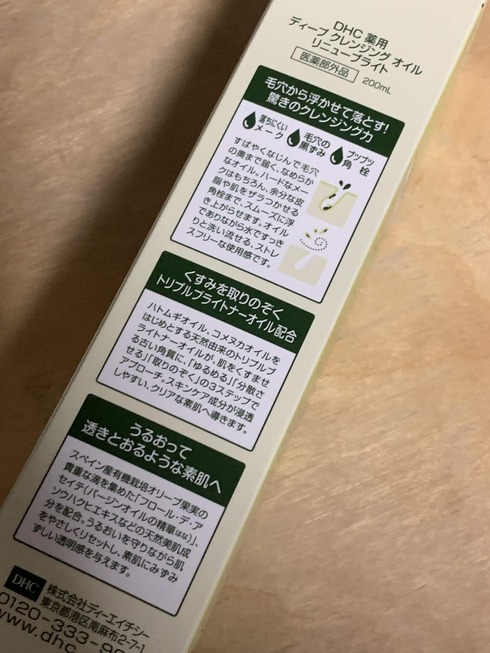 DHC 薬用
ディープ クレンジング オイル
リニューブライト
医薬部外品 200mL
毛穴から浮かせて落とす!
驚きのクレンジング力
落ちにくい
メーク
毛穴の
黒ずみ
ブツブツ
角 栓
すばやくなじんで毛穴
の奥まで届く、なめらか
なオイル。ハードなメー
クはもちろん、余分な皮
脂や肌をザラつかせる
角栓まで、スムーズに浮
き上がらせます。オイル
でありながら水ですっき
りと洗い流せる、ストレ
スフリーな使用感です。
くすみを取りのぞく
トリプルブライトナーオイル配合
ハトムギオイル、コメヌカオイルを
はじめとする天然由来のトリプルブ
ライトナーオイルが、肌をくすませ
る古い角質に、「ゆるめる」「分散さ
せる」「取りのぞく」の3ステップで
アプローチ。スキンケア成分が浸透
しやすい、クリアな素肌へ導きます。
うるおって
透きとおるような素肌へ
スペイン産有機栽培オリーブ果実の
貴重な滴を集めた「フロール・デ・ア
セイテ(バージンオイルの精華はな)」、
ソウハクヒエキスなどの天然美肌成
分を配合。うるおいを守りながら肌
をやさしくリセットし、素肌にみずみ
ずしい透明感を与えます。
DHC 株式会社ディーエイチシー
東京都港区南麻布2-7-1
0120-333-90
www.dhc.